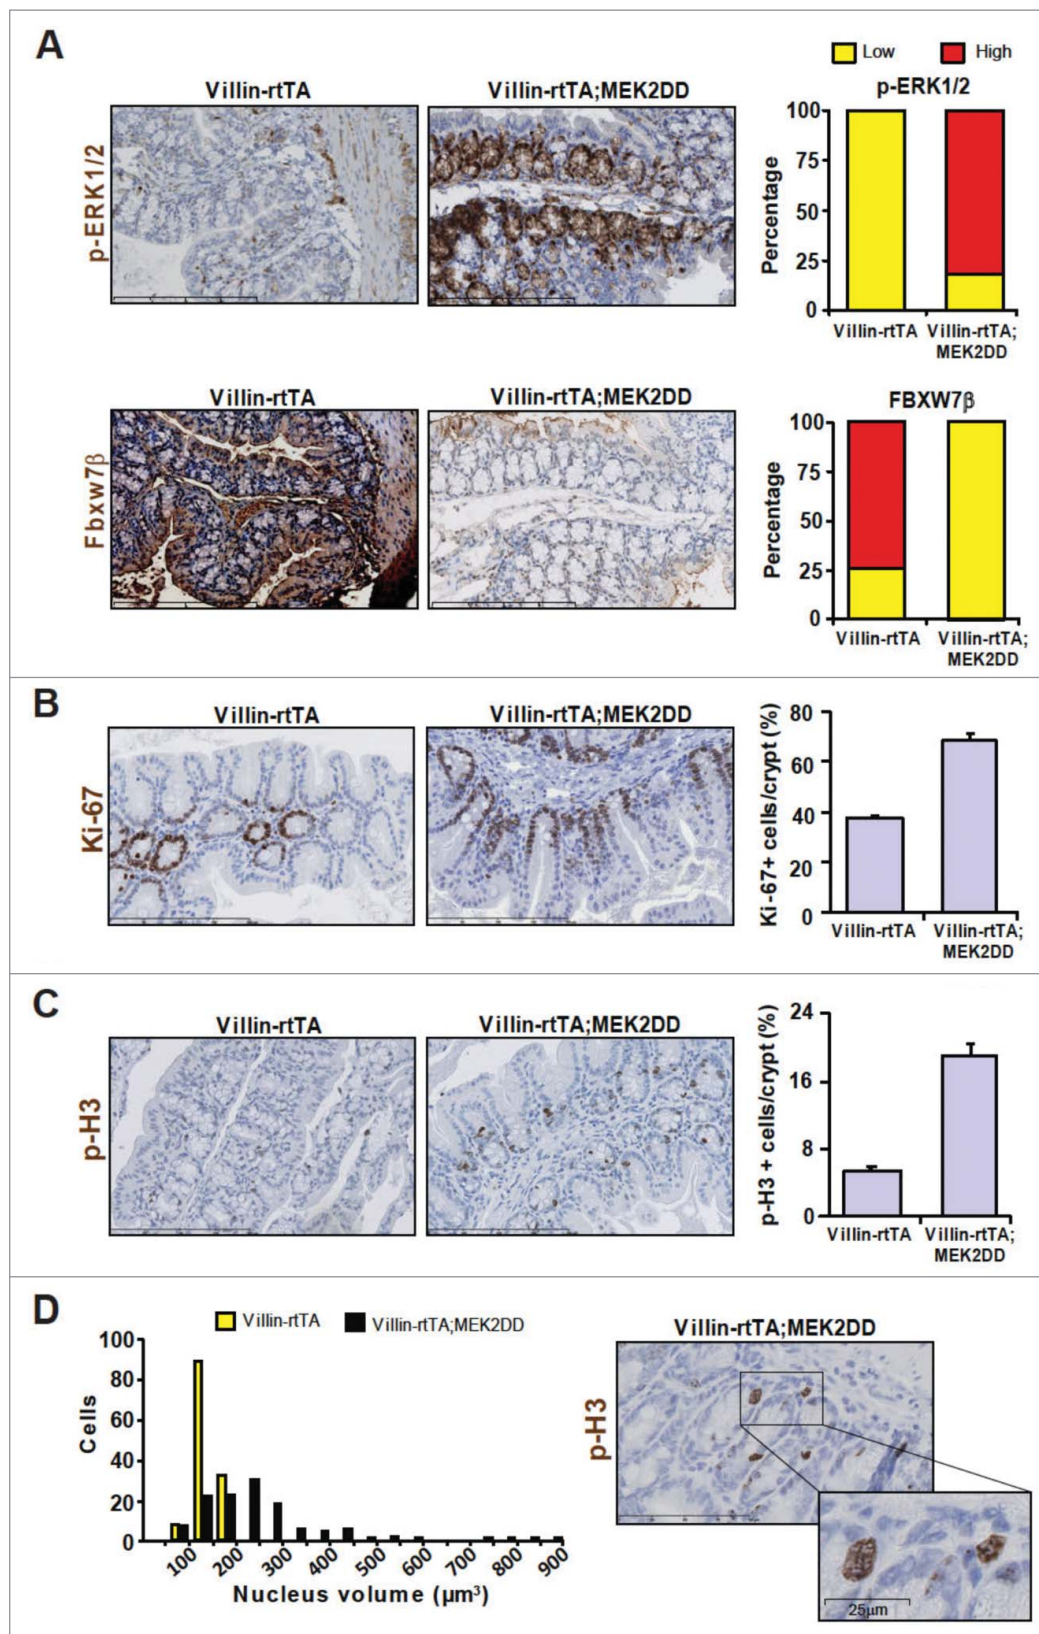 A
Low
High
Villin-rtTA
Villin-rtTA;MEK2DD
p-ERK1/2
p-ERK1/2
100
75
50
25
0
Percentage
Villin-rtTA
Villin-rtTA;
MEK2DD
Villin-rtTA
Villin-rtTA;MEK2DD
FBXW7β
Fbxw7β
100
75
50
25
0
Percentage
Villin-rtTA
Villin-rtTA;
MEK2DD
B
Villin-rtTA
Villin-rtTA;MEK2DD
Ki-67
Ki-67+ cells/crypt (%)
80
60
40
20
0
Villin-rtTA
Villin-rtTA;
MEK2DD
C
Villin-rtTA
Villin-rtTA;MEK2DD
p-H3
p-H3 + cells/crypt (%)
24
16
8
0
Villin-rtTA
Villin-rtTA;
MEK2DD
D
Villin-rtTA
Villin-rtTA;MEK2DD
100
80
60
40
20
0
Cells
100 200 300 400 500 600 700 800 900
Nucleus volume (µm³)
Villin-rtTA;MEK2DD
p-H3
25µm